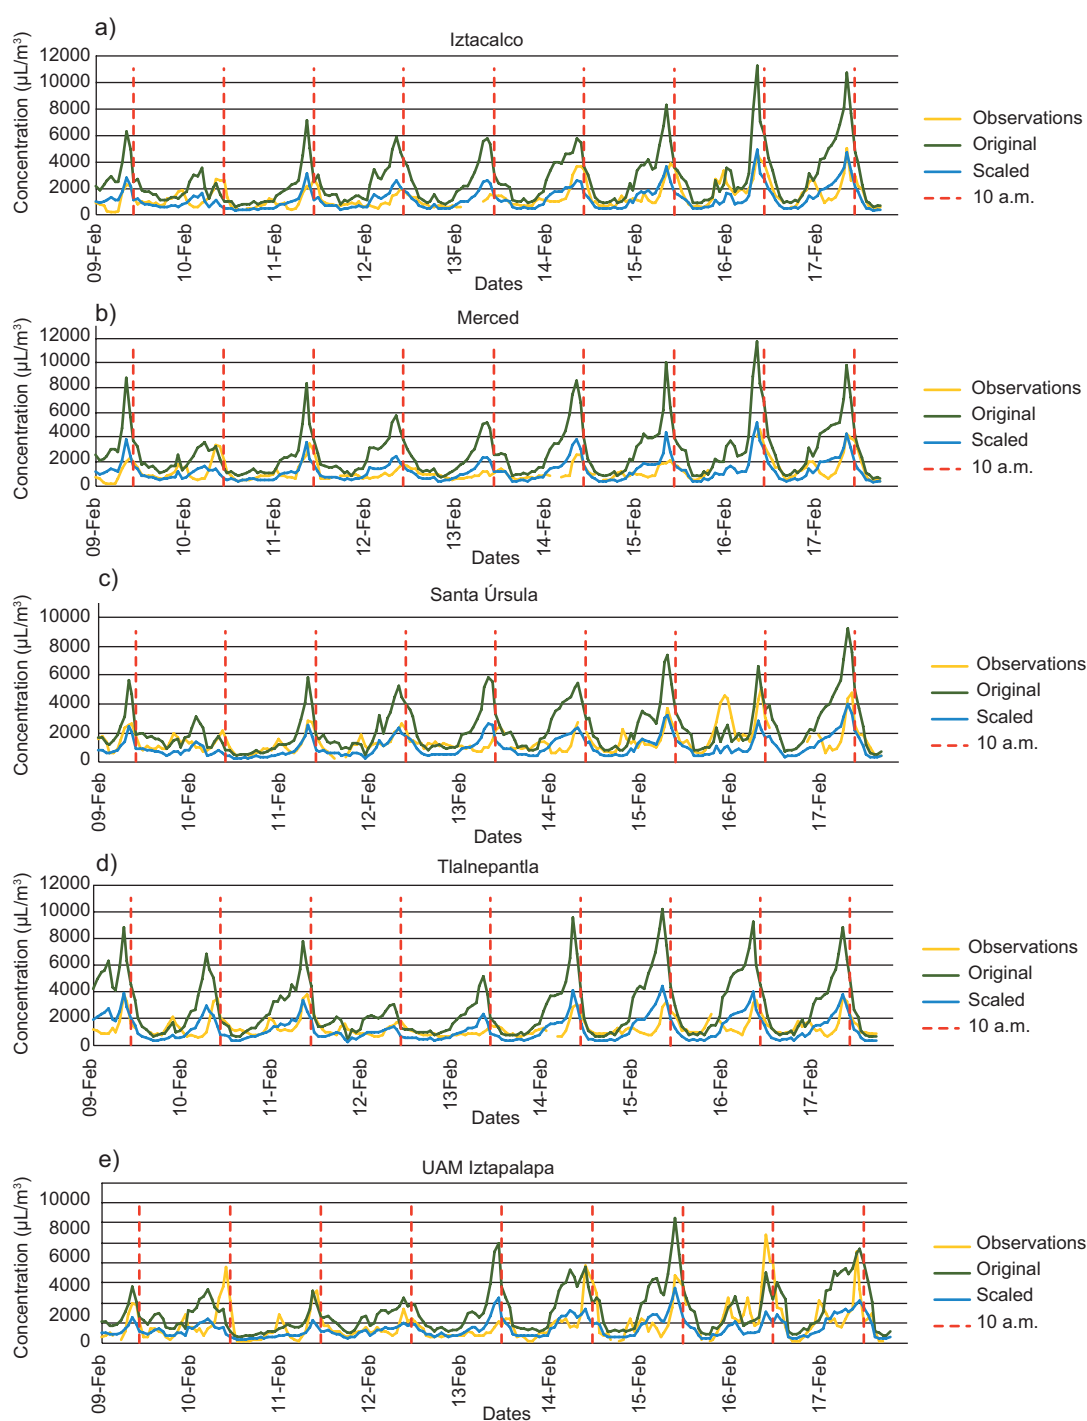 a)
Iztacalco
Concentration (µL/m³)
12000
10000
8000
6000
4000
2000
0
09-Feb
10-Feb
11-Feb
12-Feb
13-Feb
14-Feb
15-Feb
16-Feb
17-Feb
Dates
Observations
Original
Scaled
10 a.m.
b)
Merced
Concentration (µL/m³)
12000
10000
8000
6000
4000
2000
0
09-Feb
10-Feb
11-Feb
12-Feb
13-Feb
14-Feb
15-Feb
16-Feb
17-Feb
Dates
Observations
Original
Scaled
10 a.m.
c)
Santa Úrsula
Concentration (µL/m³)
10000
8000
6000
4000
2000
0
09-Feb
10-Feb
11-Feb
12-Feb
13Feb
14-Feb
15-Feb
16-Feb
17-Feb
Dates
Observations
Original
Scaled
10 a.m.
d)
Tlalnepantla
Concentration (µL/m³)
12000
10000
8000
6000
4000
2000
0
09-Feb
10-Feb
11-Feb
12-Feb
13-Feb
14-Feb
15-Feb
16-Feb
17-Feb
Dates
Observations
Original
Scaled
10 a.m.
e)
UAM Iztapalapa
Concentration (µL/m³)
10000
8000
6000
4000
2000
0
09-Feb
10-Feb
11-Feb
12-Feb
13-Feb
14-Feb
15-Feb
16-Feb
17-Feb
Dates
Observations
Original
Scaled
10 a.m.